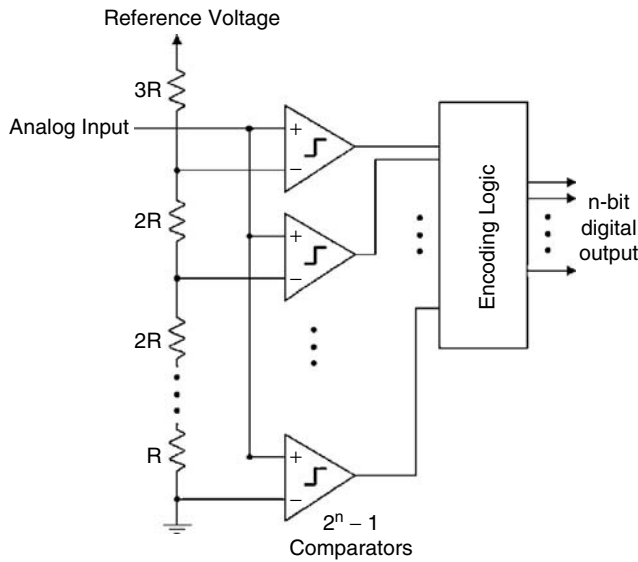 Reference Voltage
3R
Analog Input
+
−
2R
+
−
2R
R
+
−
2ⁿ − 1
Comparators
Encoding Logic
n-bit
digital
output